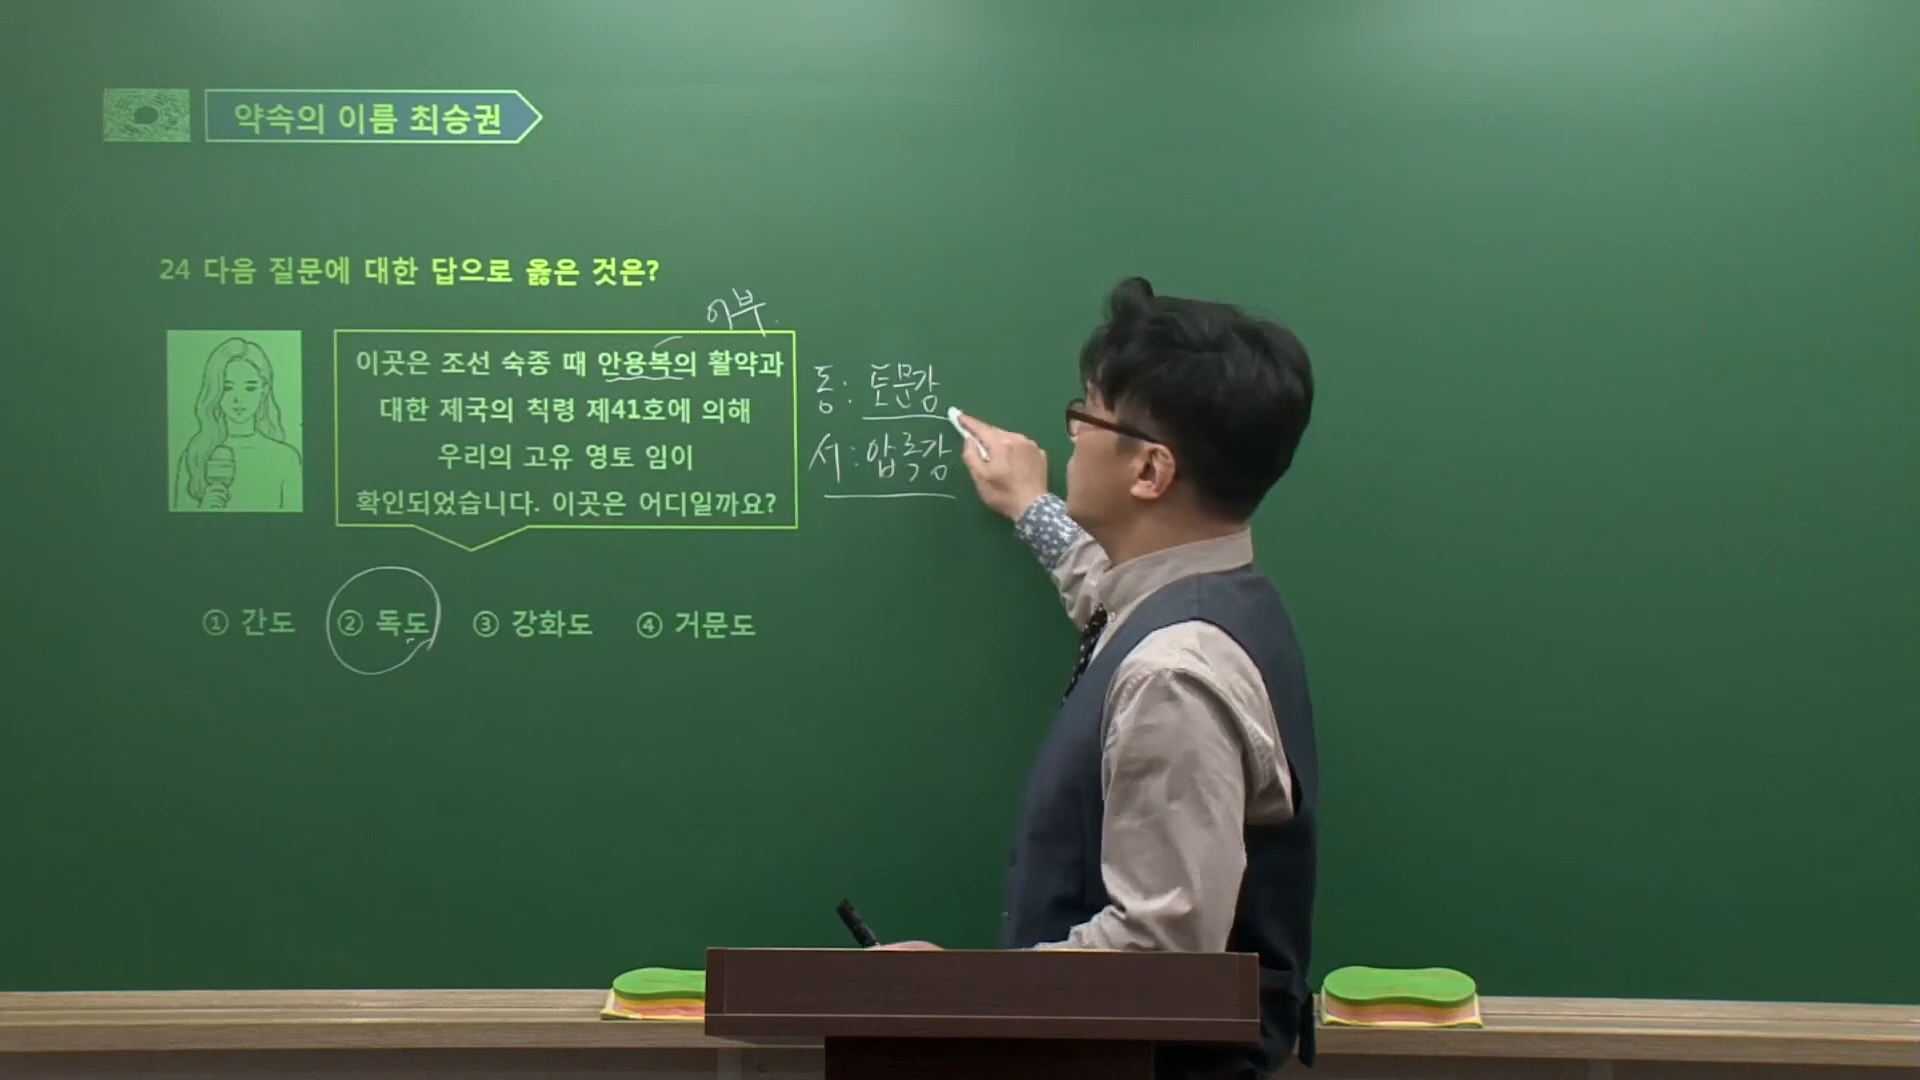 약속의 이름 최승권
24 다음 질문에 대한 답으로 옳은 것은?
어부.
이곳은 조선 숙종 때 안용복의 활약과
대한 제국의 칙령 제41호에 의해
우리의 고유 영토 임이
확인되었습니다. 이곳은 어디일까요?
동: 토문강
서: 압록강
① 간도 ② 독도 ③ 강화도 ④ 거문도